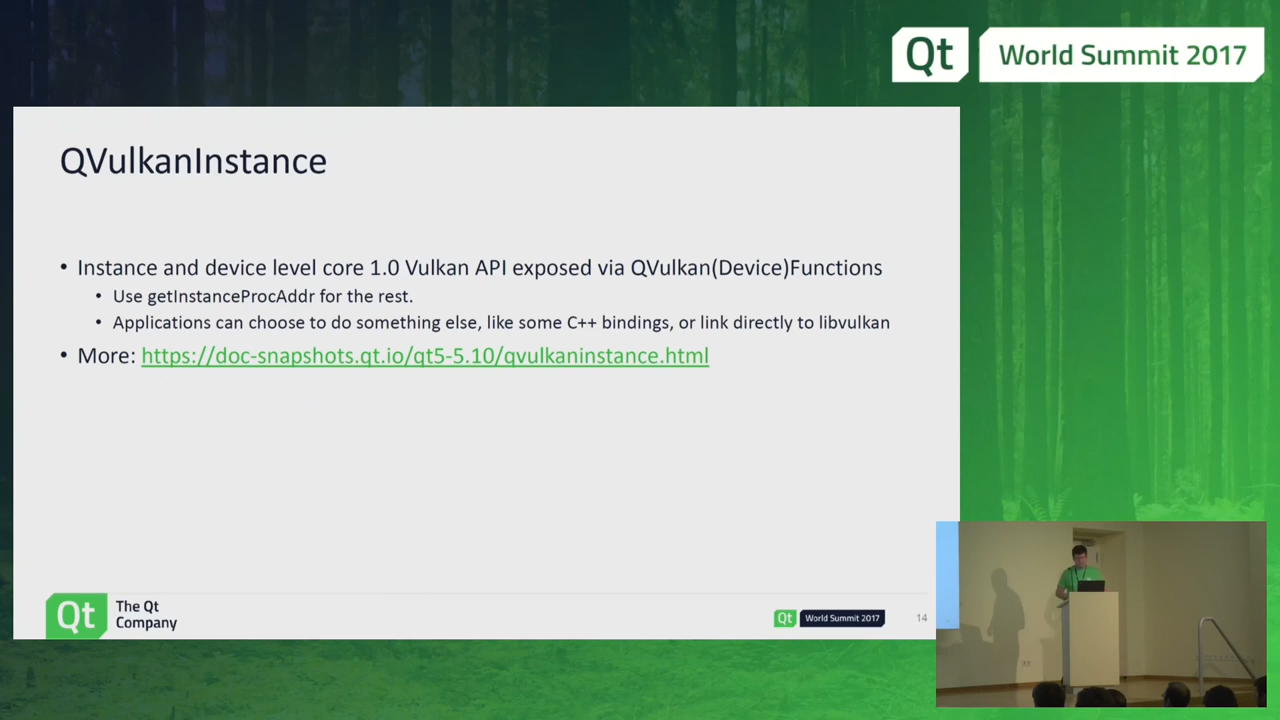 Qt World Summit 2017
QVulkanInstance
• Instance and device level core 1.0 Vulkan API exposed via QVulkan(Device)Functions
• Use getInstanceProcAddr for the rest.
• Applications can choose to do something else, like some C++ bindings, or link directly to libvulkan
• More: https://doc-snapshots.qt.io/qt5-5.10/qvulkaninstance.html
Qt The Qt
Company
Qt World Summit 2017
14